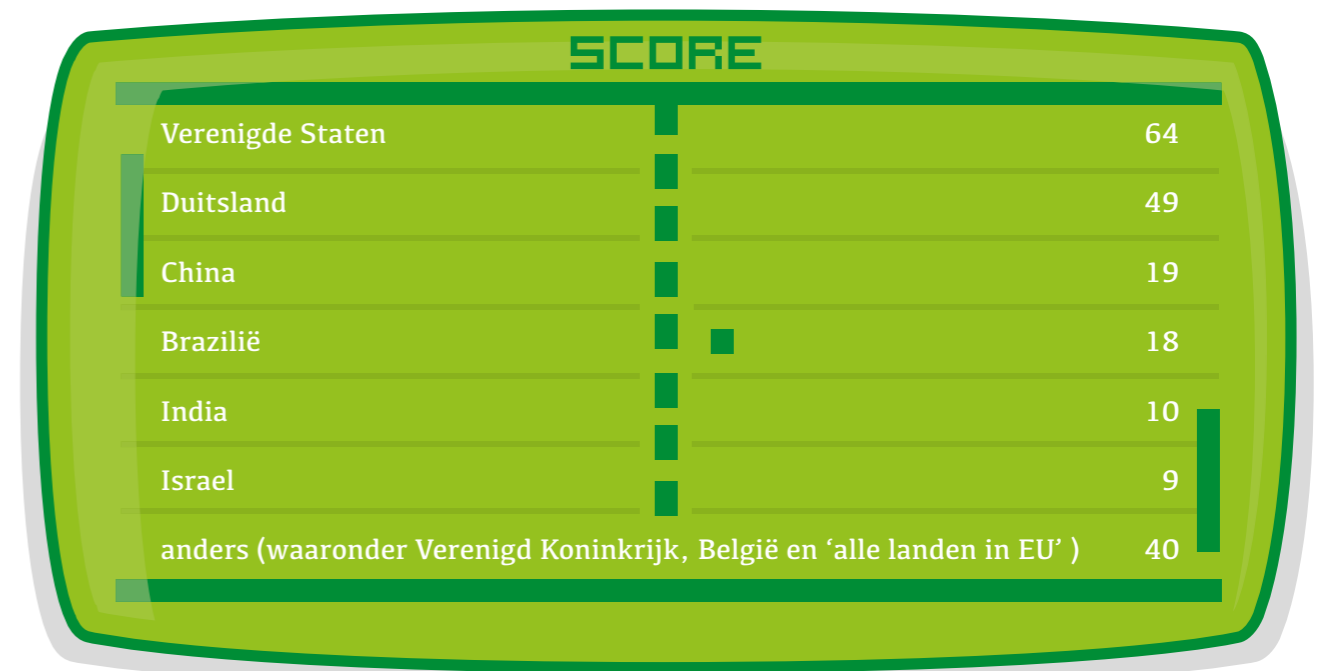 SCORE
Verenigde Staten 64
Duitsland 49
China 19
Brazilië 18
India 10
Israel 9
anders (waaronder Verenigd Koninkrijk, België en ‘alle landen in EU’ ) 40